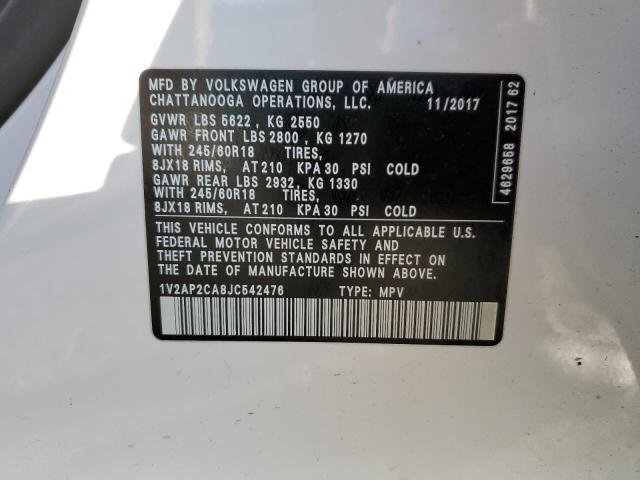 MFD BY VOLKSWAGEN GROUP OF AMERICA
CHATTANOOGA OPERATIONS, LLC. 11/2017
GVWR LBS 5622 , KG 2550
GAWR FRONT LBS 2800 , KG 1270
WITH 245/60R18 TIRES,
8JX18 RIMS, AT 210 KPA 30 PSI COLD
GAWR REAR LBS 2932, KG 1330
WITH 245/60R18 TIRES,
8JX18 RIMS, AT 210 KPA 30 PSI COLD
THIS VEHICLE CONFORMS TO ALL APPLICABLE U.S.
FEDERAL MOTOR VEHICLE SAFETY AND
THEFT PREVENTION STANDARDS IN EFFECT ON
THE DATE OF MANUFACTURE SHOWN ABOVE.
1V2AP2CA8JC542476 TYPE: MPV
4629658 2017 62